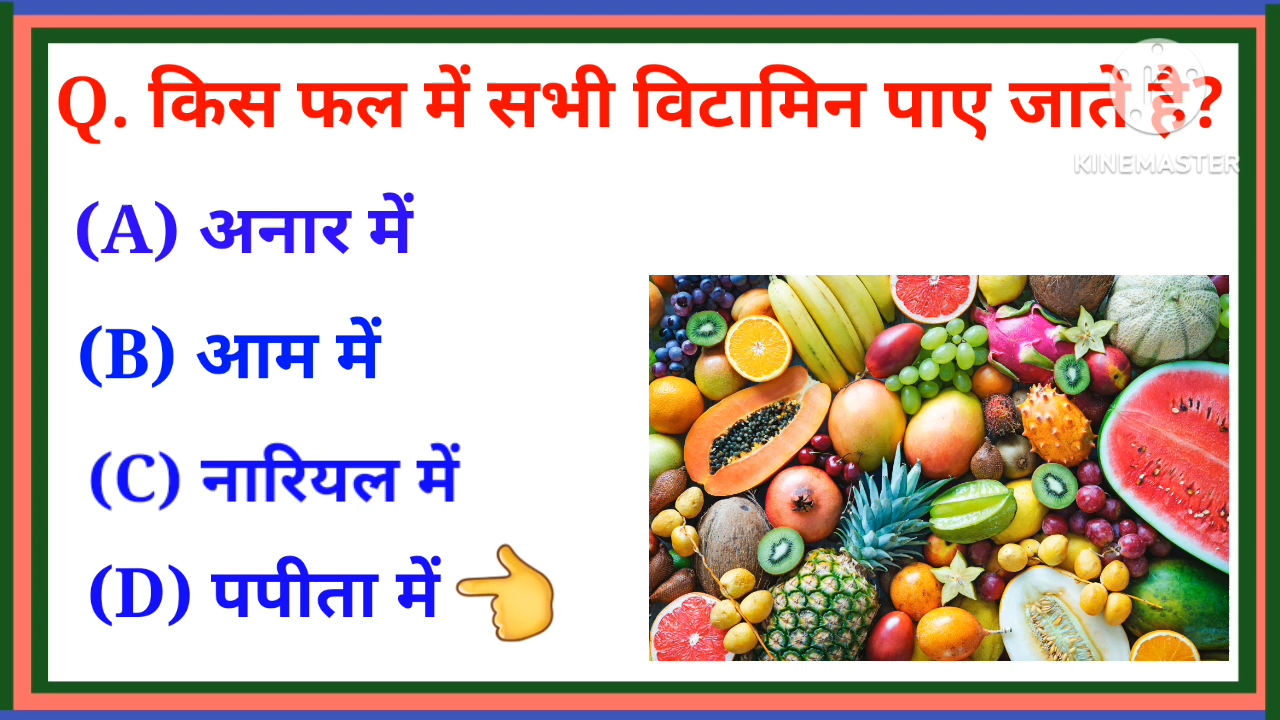 Q. किस फल में सभी विटामिन पाए जाते है?
KINEMASTER
(A) अनार में
(B) आम में
(C) नारियल में
(D) पपीता में